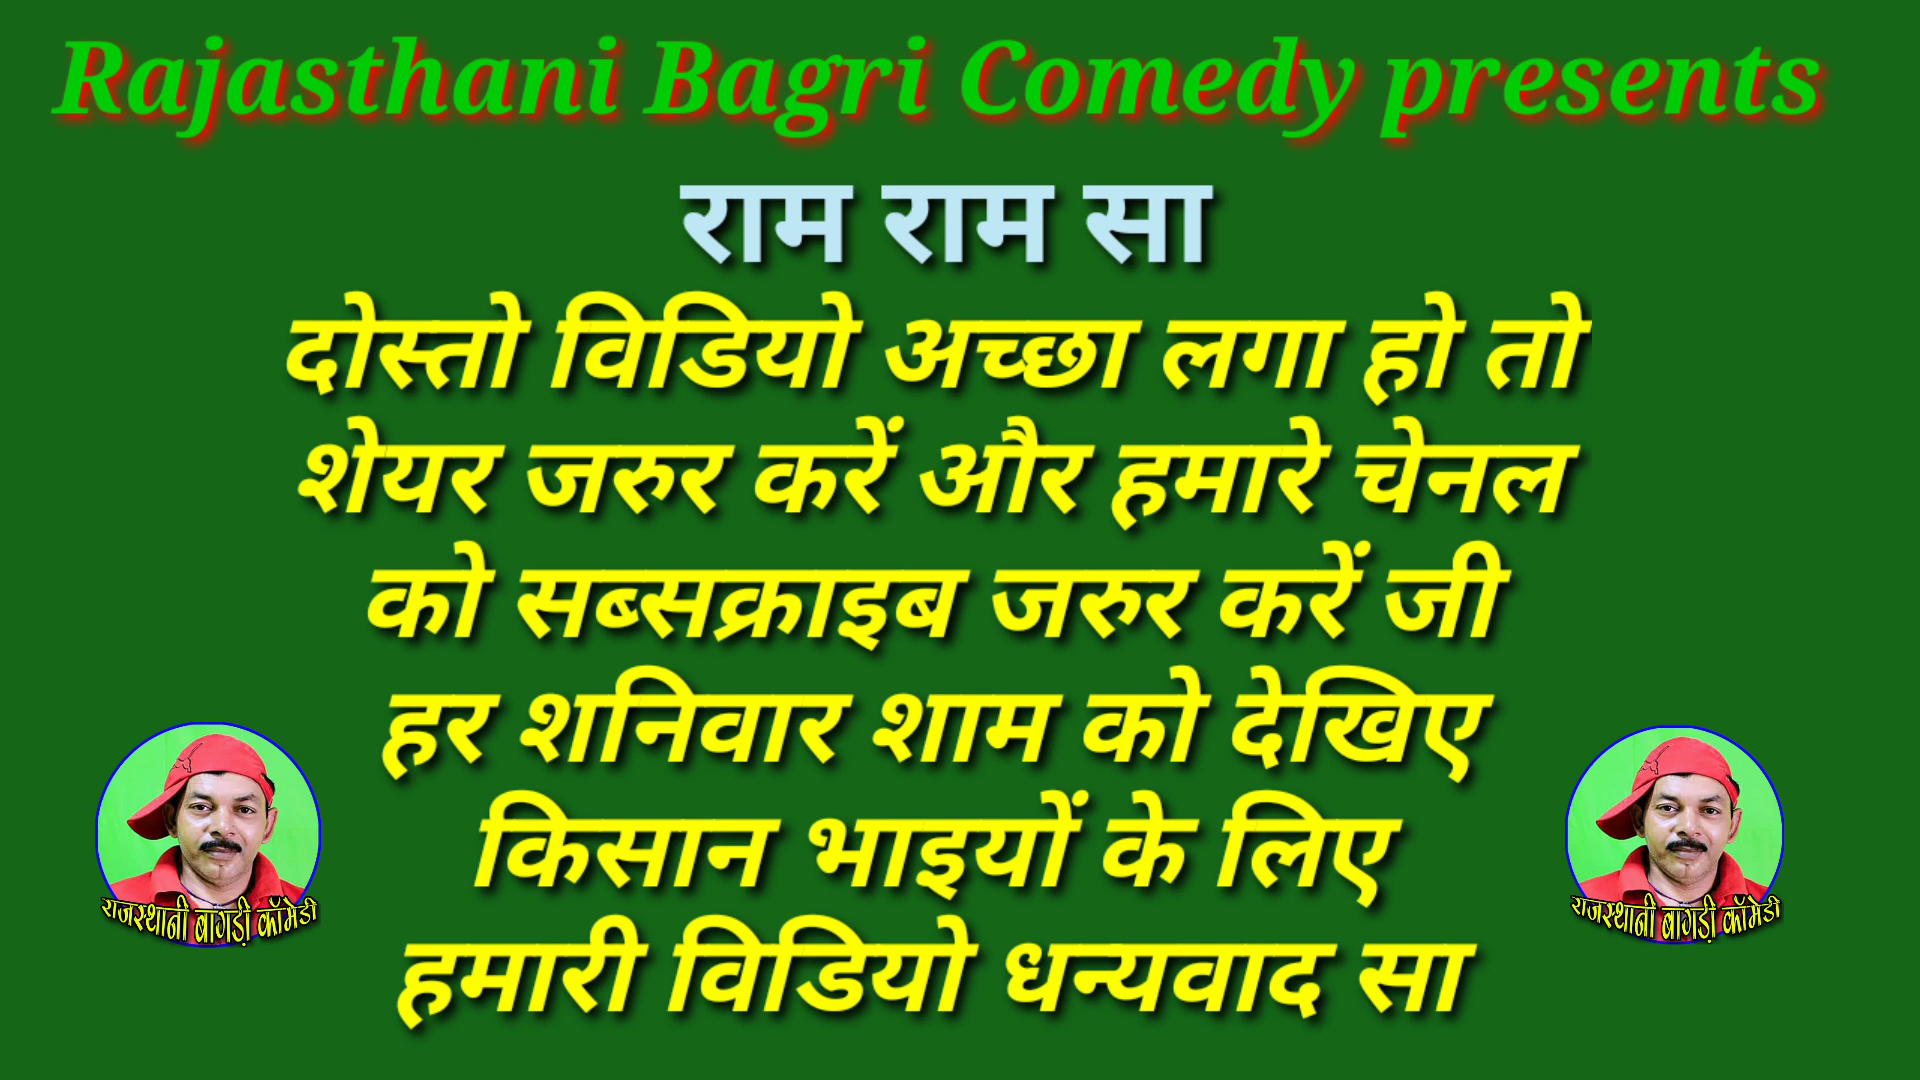 Rajasthani Bagri Comedy presents
राम राम सा
दोस्तो विडियो अच्छा लगा हो तो
शेयर जरुर करें और हमारे चेनल
को सब्सक्राइब जरुर करें जी
हर शनिवार शाम को देखिए
किसान भाइयों के लिए
हमारी विडियो धन्यवाद सा
राजस्थानी बागड़ी कॉमेडी
राजस्थानी बागड़ी कॉमेडी